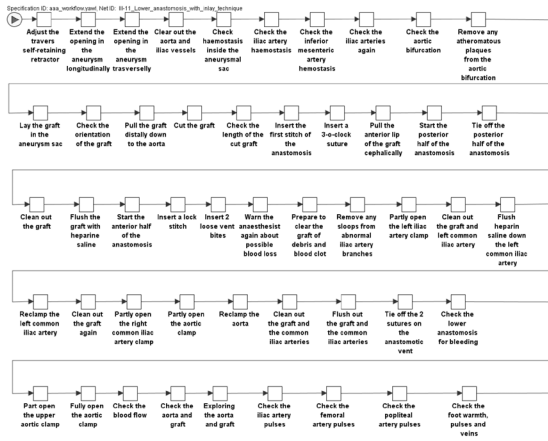 Specification ID: aaa_workflow.yawl, Net ID: III-11_Lower_anastomosis_with_inlay_technique
Adjust the
travers
self-retaining
retractor
Extend the
opening in
the
aneurysm
longitudinally
Extend the
opening in
the
aneurysm
trasverselly
Clear out the
aorta and
iliac vessels
Check
haemostasis
inside the
aneurysmal
sac
Check the
iliac artery
haemostasis
Check the
inferior
mesenteric
artery
hemostasis
Check the
iliac arteries
again
Check the
aortic
bifurcation
Remove any
atheromatous
plaques
from the
aortic
bifurcation
Lay the graft
in the
aneurysm sac
Check the
orientation
of the graft
Pull the graft
distally down
to the aorta
Cut the graft
Check the
length of the
cut graft
Insert the
first stitch of
the
anastomosis
Insert a
3-o-clock
suture
Pull the
anterior lip
of the graft
cephalically
Start the
posterior
half of the
anastomosis
Tie off the
posterior
half of the
anastomosis
Clean out
the graft
Flush the
graft with
heparine
saline
Start the
anterior half
of the
anastomosis
Insert a lock
stitch
Insert 2
loose vent
bites
Warn the
anaesthesist
again about
possible
blood loss
Prepare to
clear the
graft of
debris and
blood clot
Remove any
sloops from
abnormal
iliac artery
branches
Partly open
the left iliac
artery clamp
Clean out
the graft and
left common
iliac artery
Flush
heparin
saline down
the left
common iliac
artery
Reclamp the
left common
iliac artery
Clean out
the graft
again
Partly open
the right
common iliac
artery clamp
Partly open
the aortic
clamp
Reclamp the
aorta
Clean out
the graft and
the common
iliac arteries
Flush out
the graft and
the common
iliac arteries
Tie off the 2
sutures on
the
anastomotic
vent
Check the
lower
anastomosis
for bleeding
Part open
the upper
aortic clamp
Fully open
the aortic
clamp
Check the
blood flow
Check the
aorta and
graft
Exploring
the aorta
and graft
Check the
iliac artery
pulses
Check the
femoral
artery pulses
Check the
popliteal
artery pulses
Check the
foot warmth,
pulses and
veins